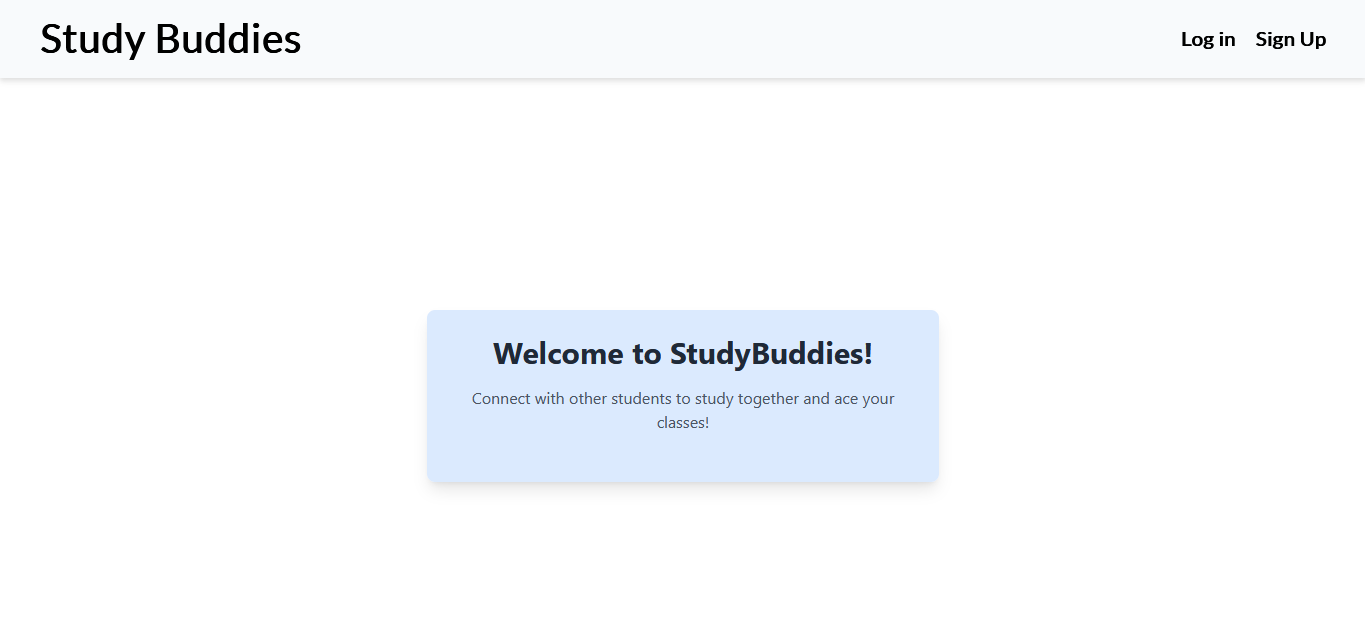 Study Buddies
Log in
Sign Up
Welcome to StudyBuddies!
Connect with other students to study together and ace your
classes!